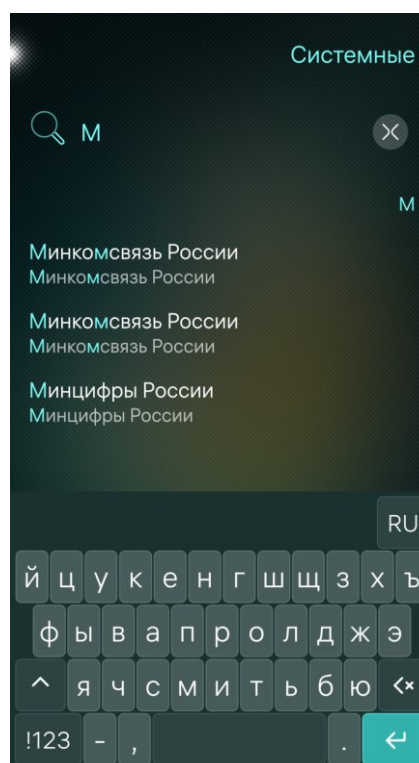 Системные
М
М
Минкомсвязь России
Минкомсвязь России
Минкомсвязь России
Минкомсвязь России
Минцифры России
Минцифры России
RU
й ц у к е н г ш щ з х ъ
ф ы в а п р о л д ж э
я ч с м и т ь б ю
!123 - , .